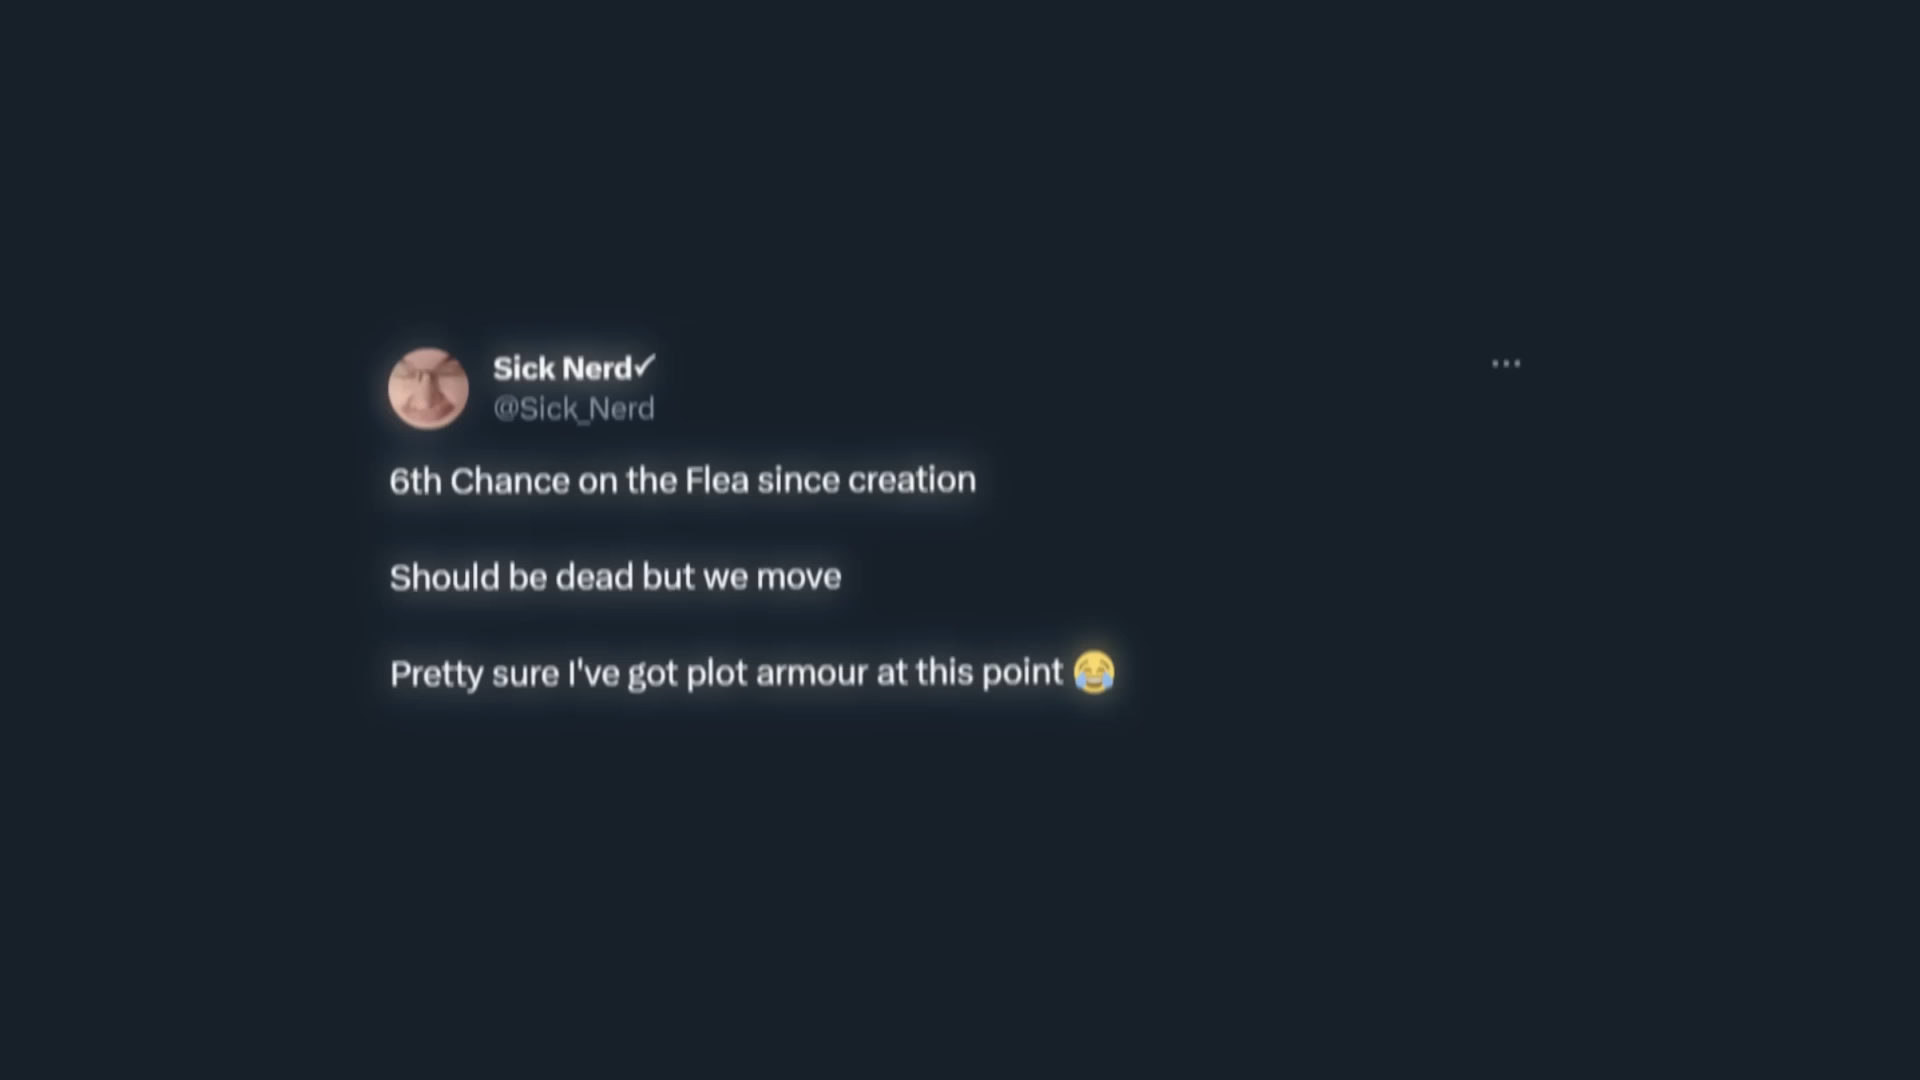 Sick Nerd✓
@Sick_Nerd
6th Chance on the Flea since creation
Should be dead but we move
Pretty sure I've got plot armour at this point 😂